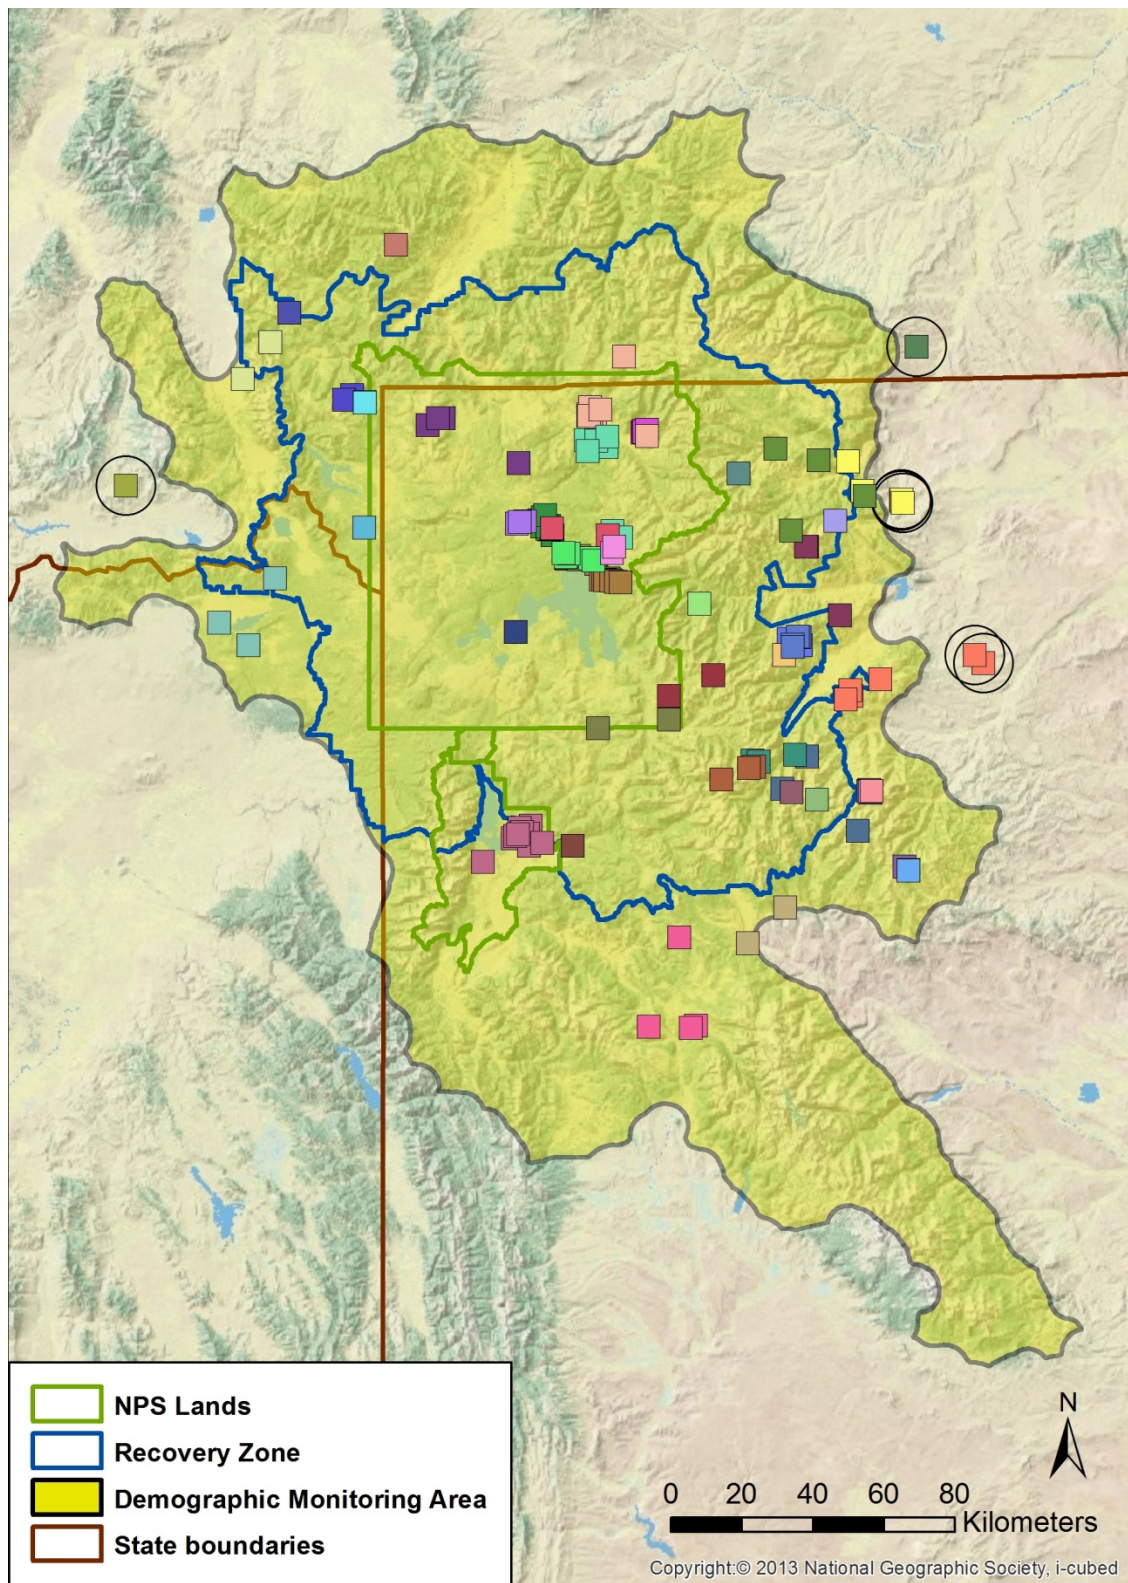 NPS Lands
Recovery Zone
Demographic Monitoring Area
State boundaries
N
0 20 40 60 80
Kilometers
Copyright:© 2013 National Geographic Society, i-cubed